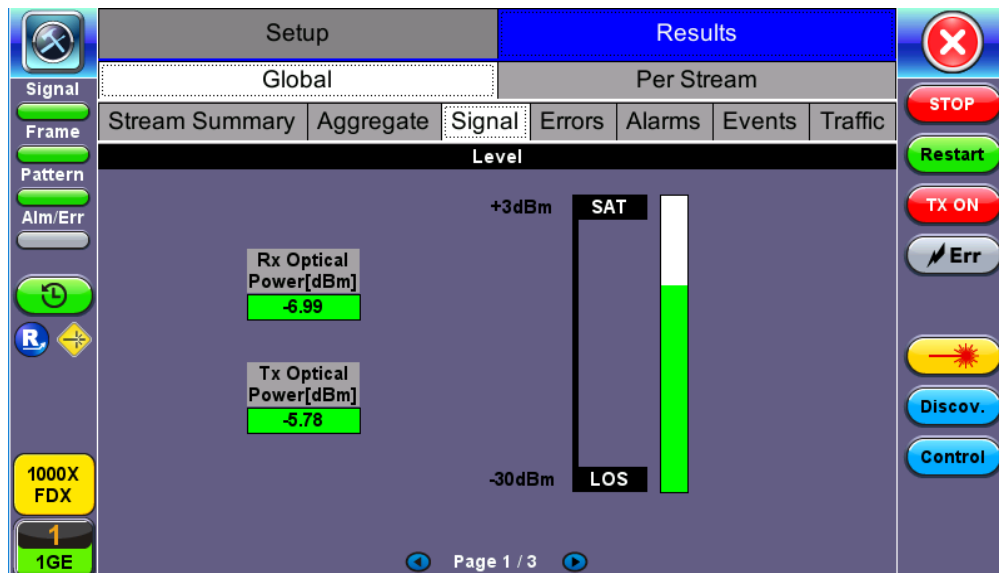 Setup
Results
Global
Per Stream
Stream Summary
Aggregate
Signal
Errors
Alarms
Events
Traffic
Level
Signal
Frame
Pattern
Alm/Err
R
1000X
FDX
1
1GE
+3dBm
SAT
Rx Optical
Power[dBm]
-6.99
Tx Optical
Power[dBm]
-5.78
-30dBm
LOS
Page 1 / 3
STOP
Restart
TX ON
Err
Discov.
Control